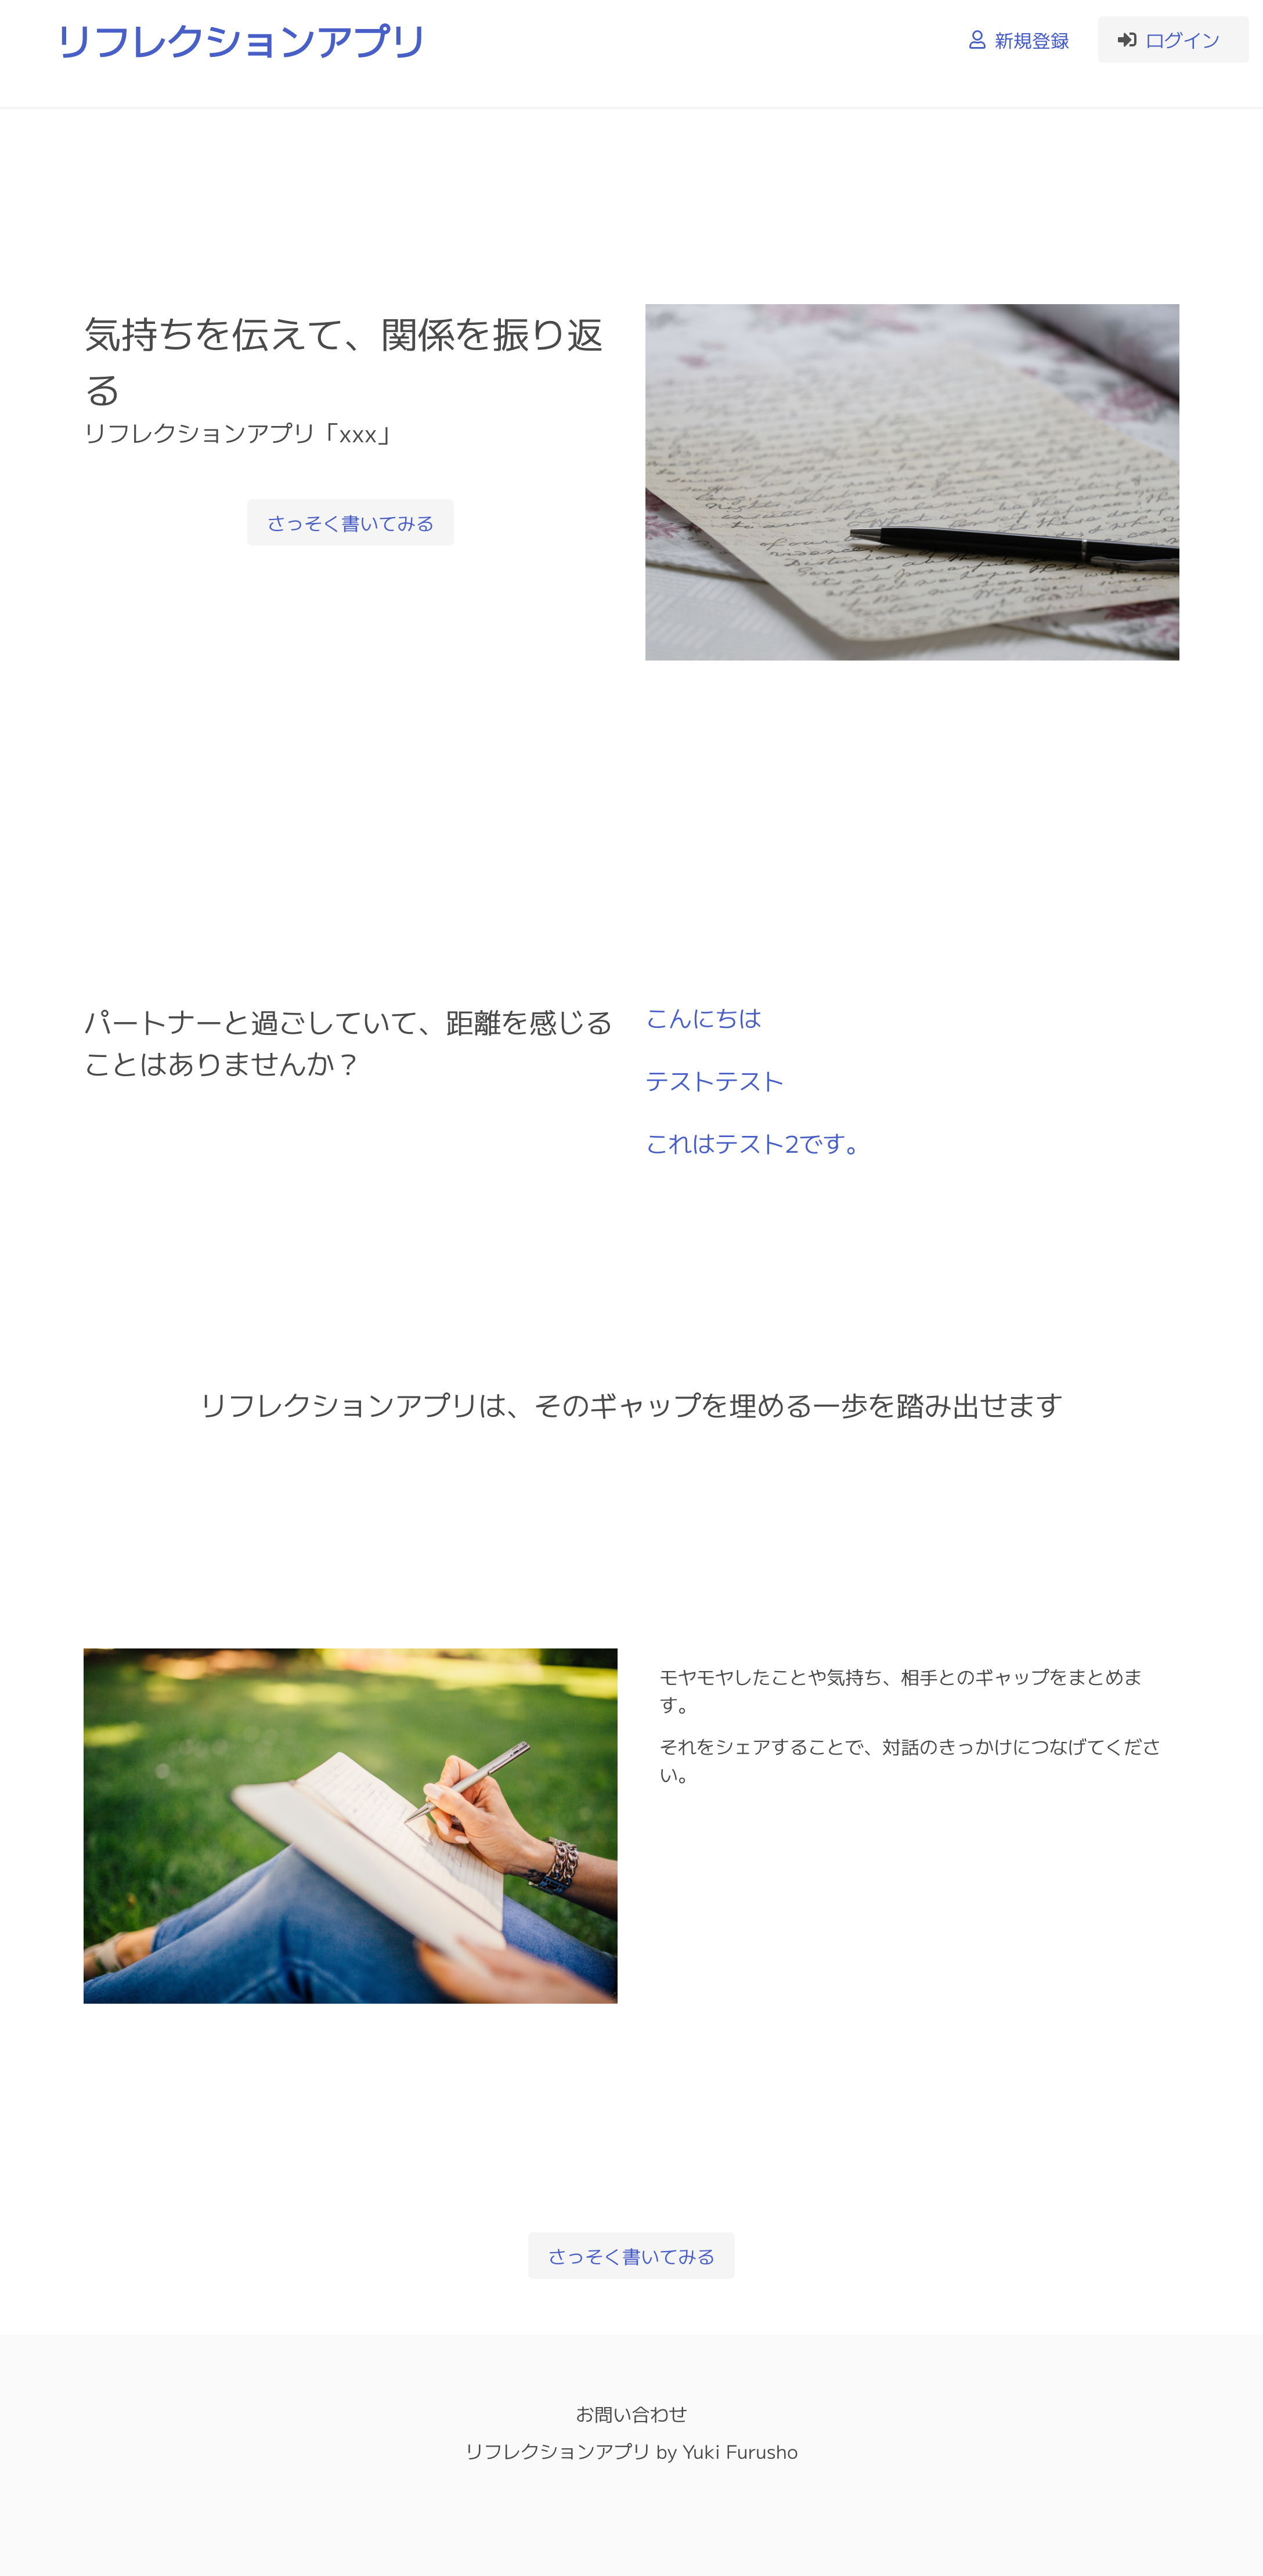 リフレクションアプリ
新規登録
ログイン
気持ちを伝えて、関係を振り返
る
リフレクションアプリ「xxx」
さっそく書いてみる
パートナーと過ごしていて、距離を感じる
ことはありませんか？
こんにちは
テストテスト
これはテスト2です。
リフレクションアプリは、そのギャップを埋める一歩を踏み出せます
モヤモヤしたことや気持ち、相手とのギャップをまとめま
す。
それをシェアすることで、対話のきっかけにつなげてくださ
い。
さっそく書いてみる
お問い合わせ
リフレクションアプリ by Yuki Furusho